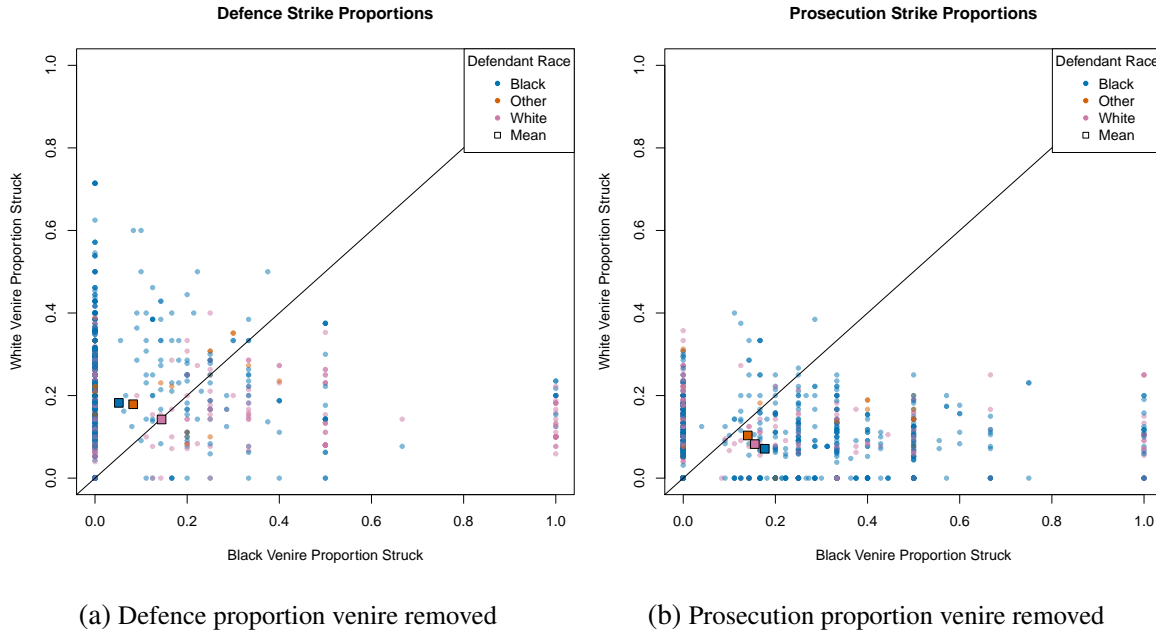 Defence Strike Proportions
White Venire Proportion Struck
1.0
0.8
0.6
0.4
0.2
0.0
0.0 0.2 0.4 0.6 0.8 1.0
Black Venire Proportion Struck
Defendant Race
Black
Other
White
Mean
(a) Defence proportion venire removed
Prosecution Strike Proportions
White Venire Proportion Struck
1.0
0.8
0.6
0.4
0.2
0.0
0.0 0.2 0.4 0.6 0.8 1.0
Black Venire Proportion Struck
Defendant Race
Black
Other
White
Mean
(b) Prosecution proportion venire removed